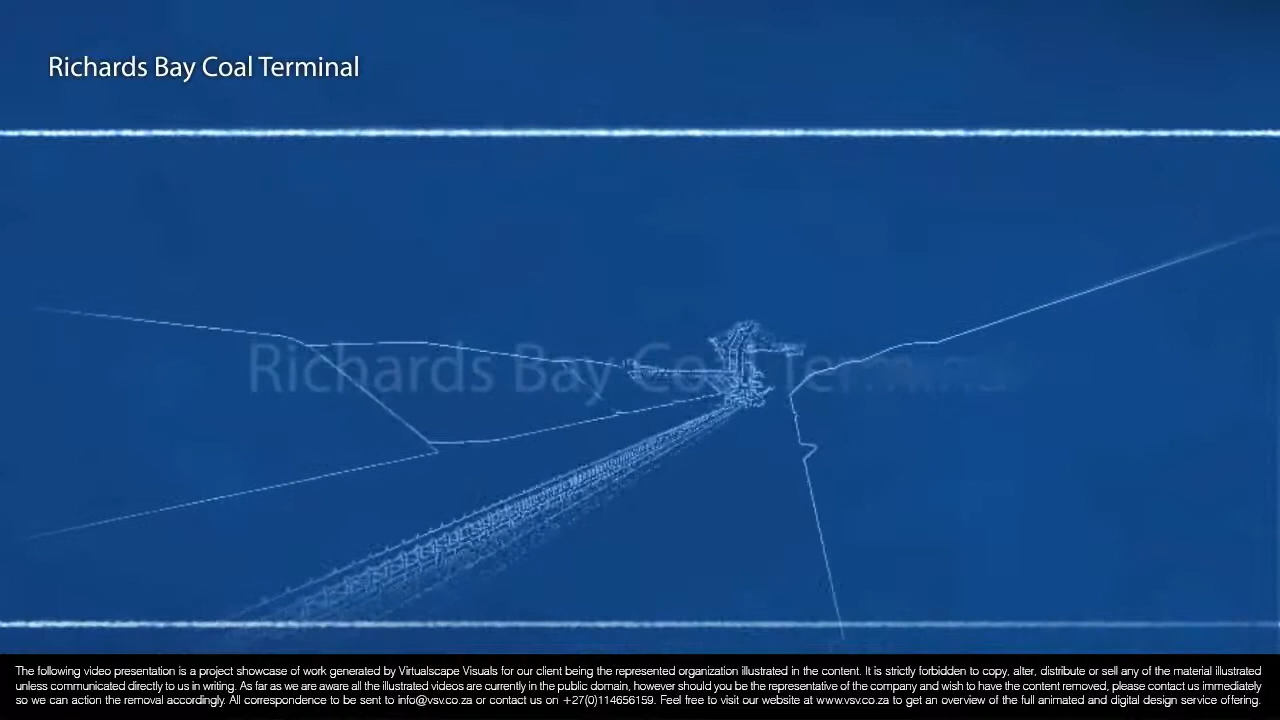 Richards Bay Coal Terminal
Richards Bay Coal Terminal
The following video presentation is a project showcase of work generated by Virtualscape Visuals for our client being the represented organization illustrated in the content. It is strictly forbidden to copy, alter, distribute or sell any of the material illustrated
unless communicated directly to us in writing. As far as we are aware all the illustrated videos are currently in the public domain, however should you be the representative of the company and wish to have the content removed, please contact us immediately
so we can action the removal accordingly. All correspondence to be sent to info@vsv.co.za or contact us on +27(0)114656159. Feel free to visit our website at www.vsv.co.za to get an overview of the full animated and digital design service offering.